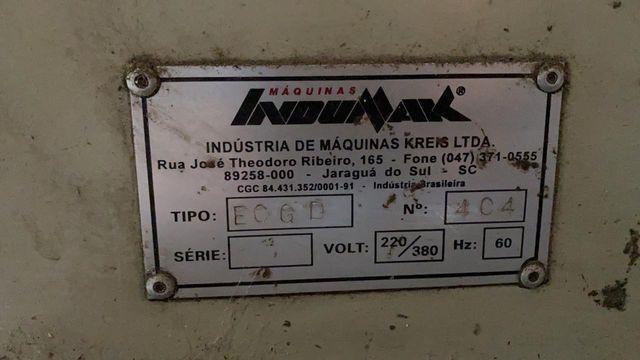 MÁQUINAS
INDUMAK®
INDÚSTRIA DE MÁQUINAS KREIS LTDA.
Rua José Theodoro Ribeiro, 165 - Fone (047) 371-0555
89258-000 - Jaraguá do Sul - SC
CGC 84.431.352/0001-91 - Indústria Brasileira
TIPO: ECGD Nº: 4C4
SÉRIE: VOLT: 220/380 Hz: 60